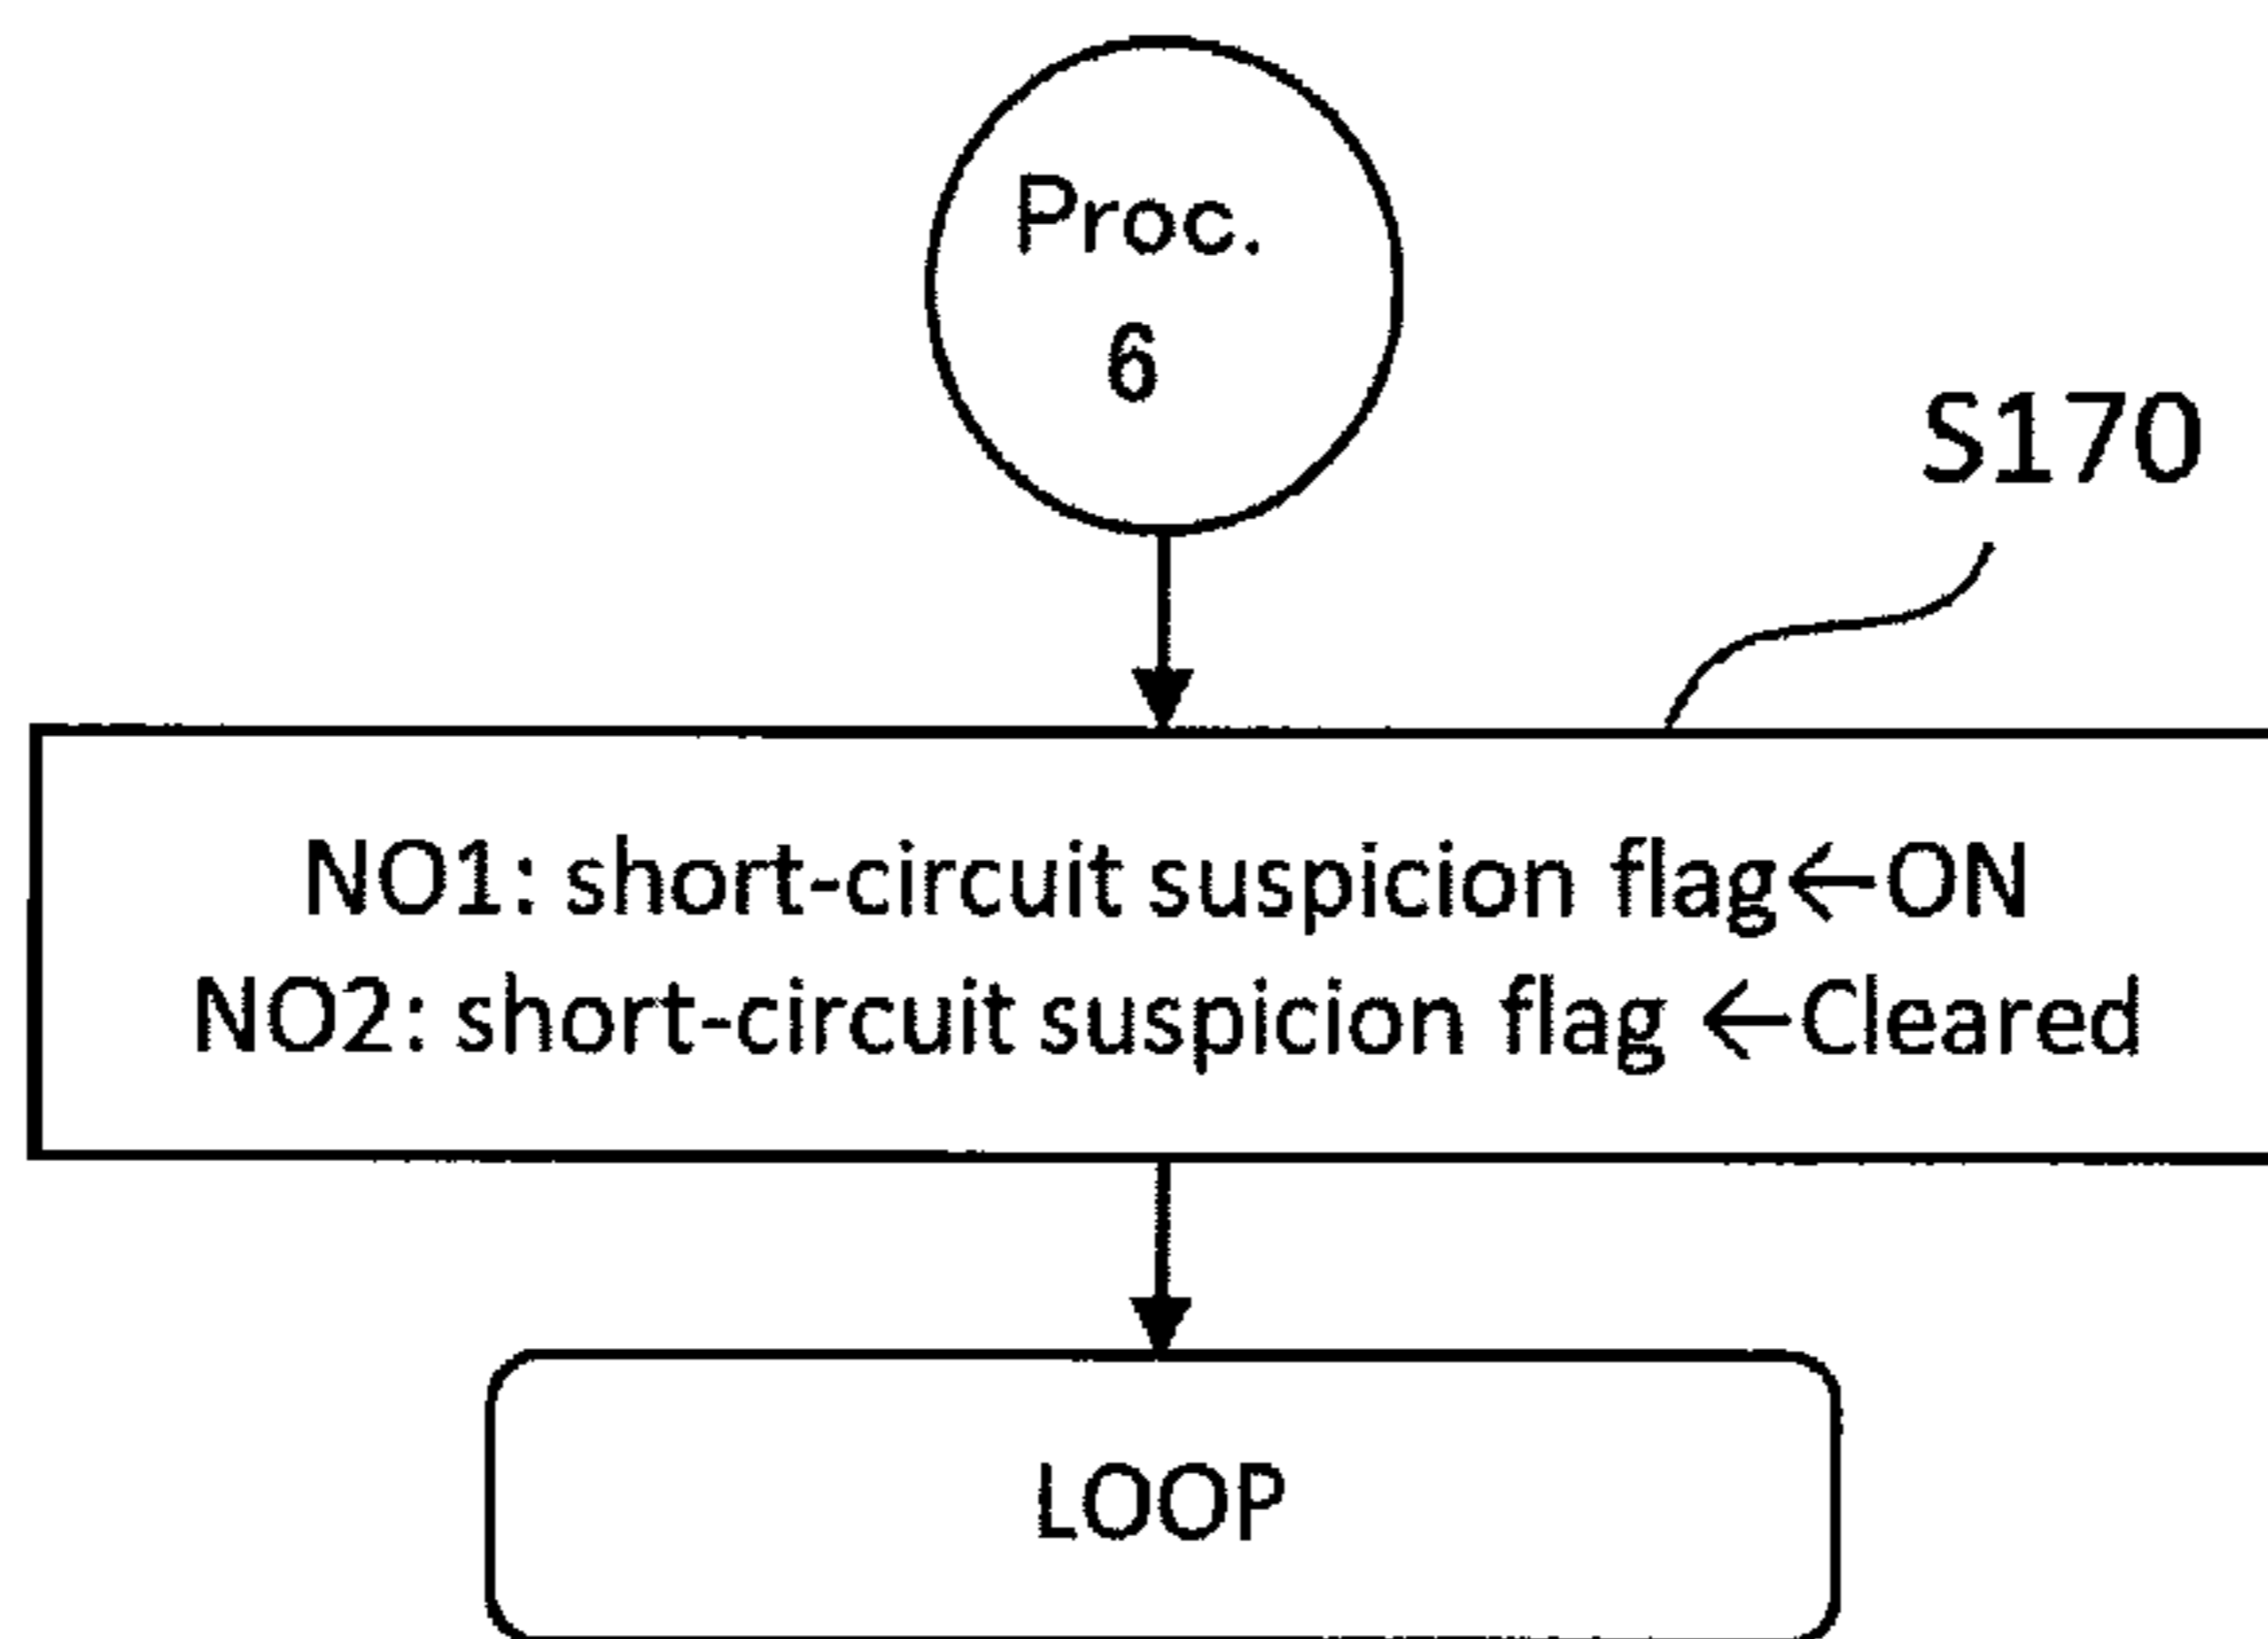 Proc.
6
S170
NO1: short-circuit suspicion flag←ON
NO2: short-circuit suspicion flag ←Cleared
LOOP